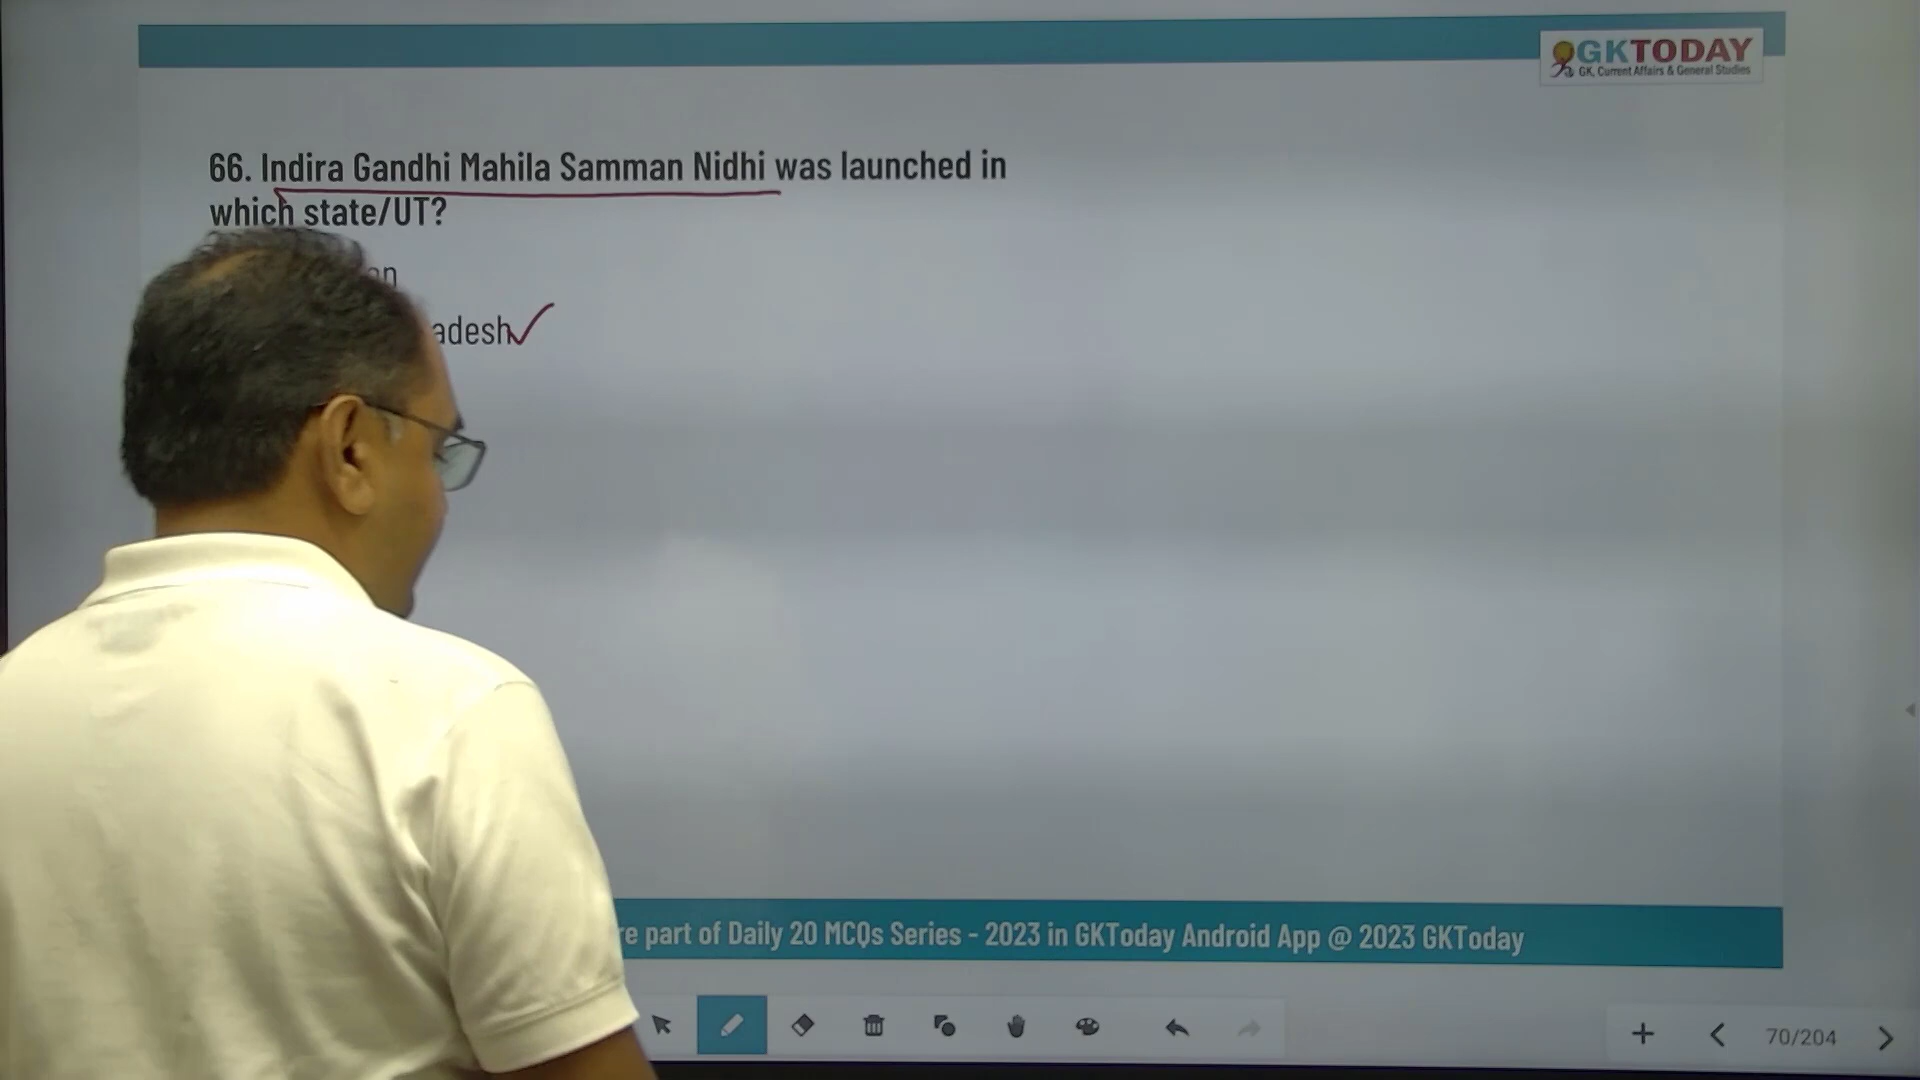 GKTODAY
GK, Current Affairs & General Studies
66. Indira Gandhi Mahila Samman Nidhi was launched in
which state/UT?
an
adesh
re part of Daily 20 MCQs Series - 2023 in GKToday Android App @ 2023 GKToday
70/204